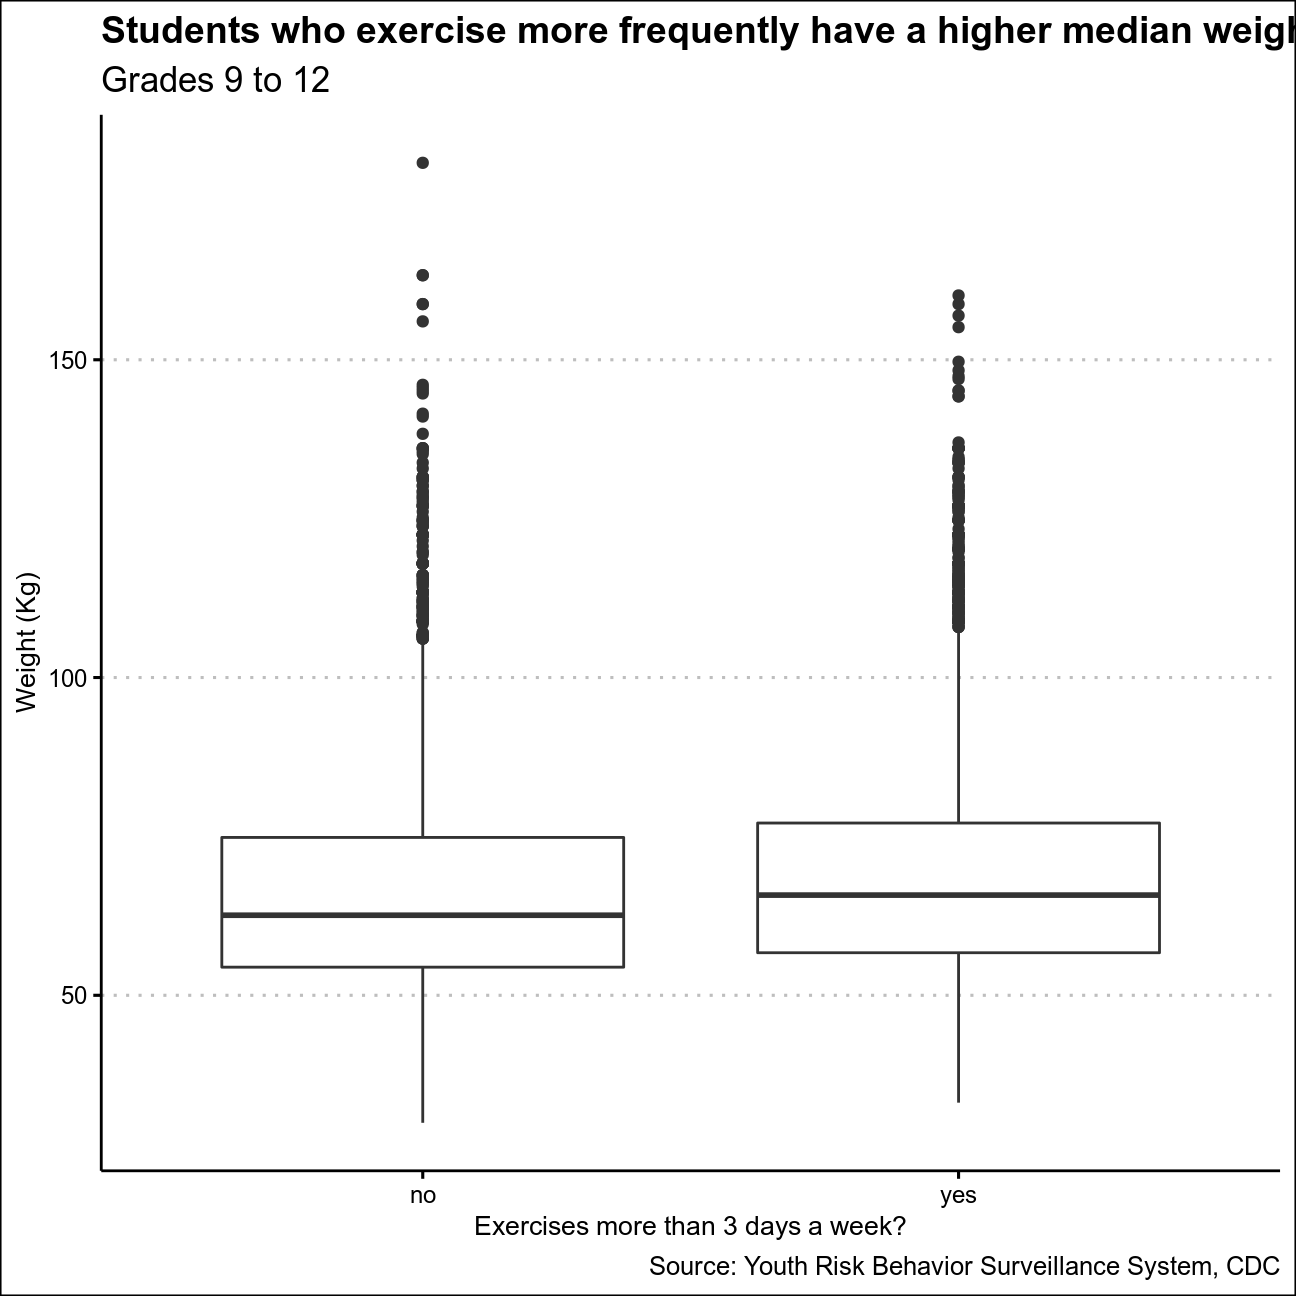 Students who exercise more frequently have a higher median weigh
Grades 9 to 12
150
100
50
Weight (Kg)
no
yes
Exercises more than 3 days a week?
Source: Youth Risk Behavior Surveillance System, CDC